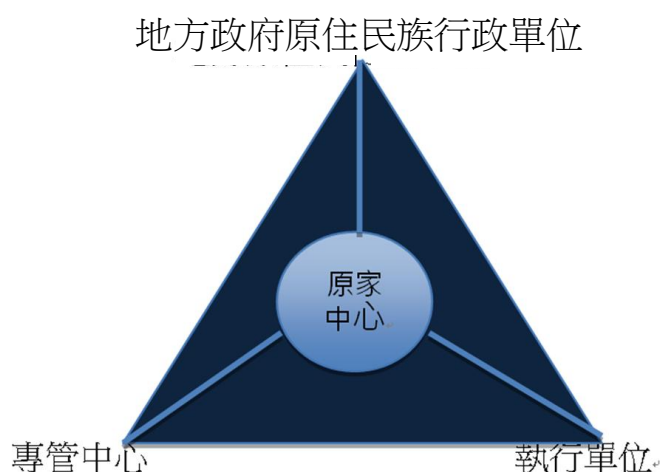 地方政府原住民族行政單位
原家
中心
專管中心
執行單位